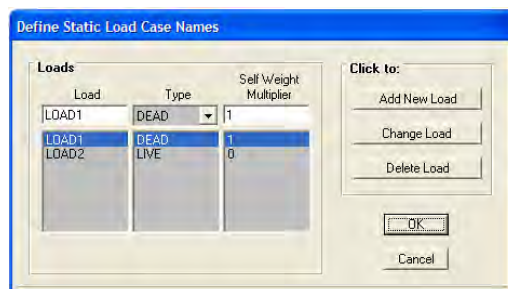 Define Static Load Case Names
Loads
Load Type Self Weight Multiplier
LOAD1 DEAD 1
LOAD1 DEAD 1
LOAD2 LIVE 0
Click to:
Add New Load
Change Load
Delete Load
OK
Cancel